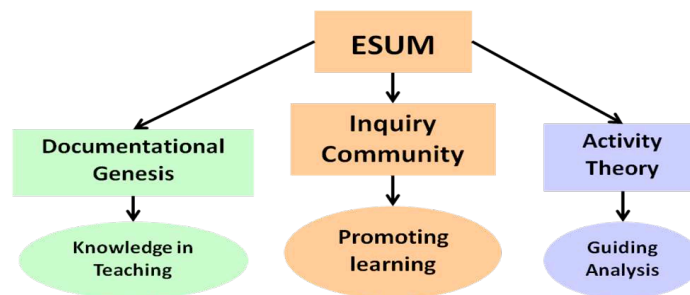 ESUM
Documentational
Genesis
Inquiry
Community
Activity
Theory
Knowledge in
Teaching
Promoting
learning
Guiding
Analysis